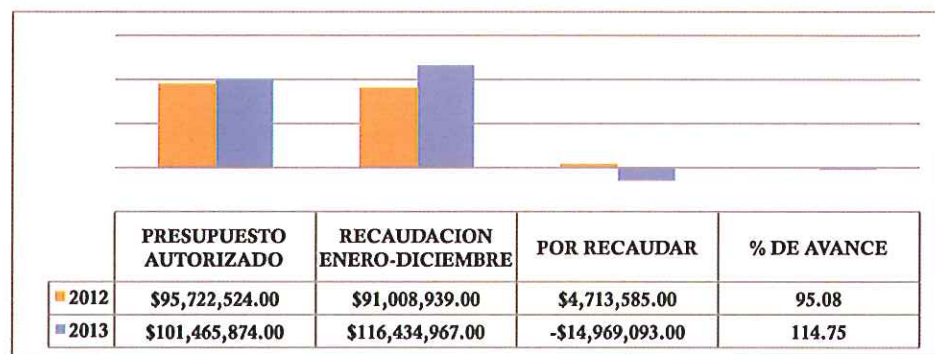 PRESUPUESTO AUTORIZADO RECAUDACION ENERO-DICIEMBRE POR RECAUDAR % DE AVANCE
2012 $95,722,524.00 $91,008,939.00 $4,713,585.00 95.08
2013 $101,465,874.00 $116,434,967.00 -$14,969,093.00 114.75